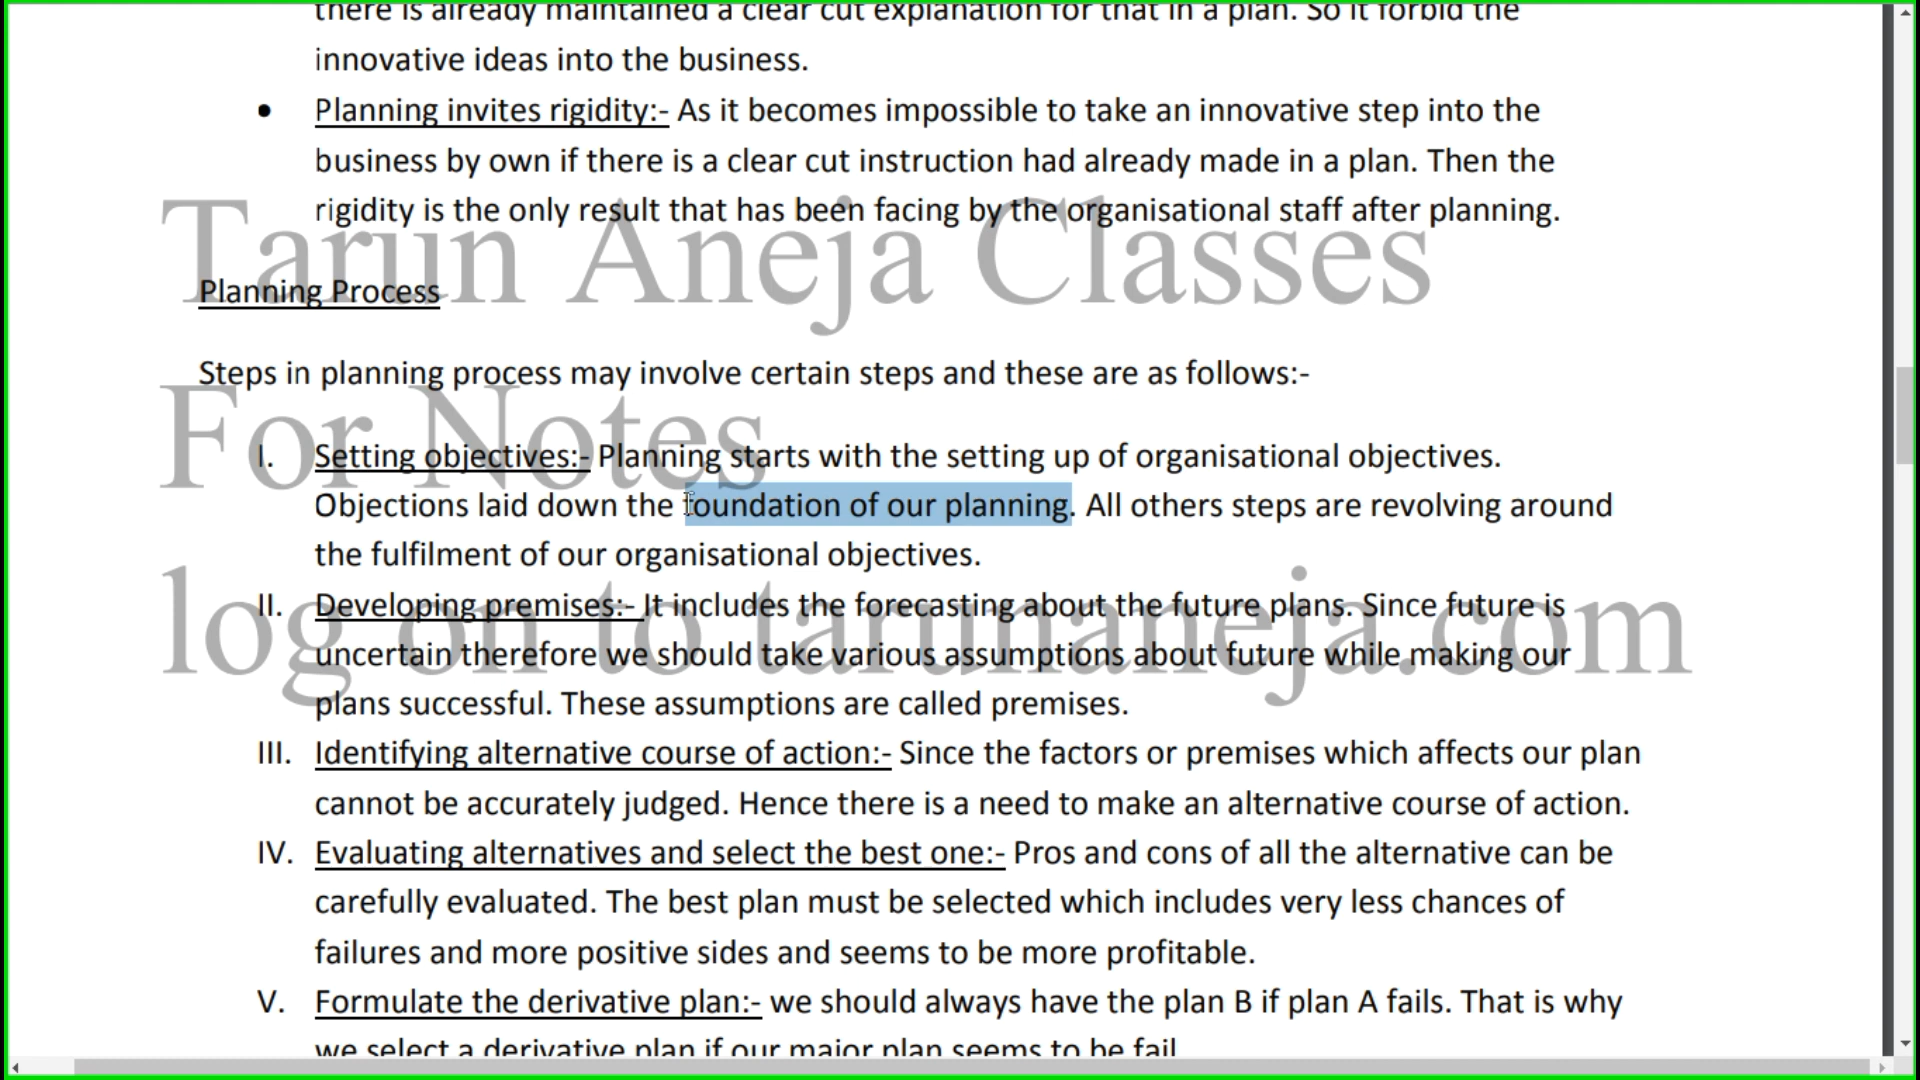 there is already maintained a clear cut explanation for that in a plan. So it forbid the
innovative ideas into the business.
• Planning invites rigidity:- As it becomes impossible to take an innovative step into the
business by own if there is a clear cut instruction had already made in a plan. Then the
rigidity is the only result that has been facing by the organisational staff after planning.
Tarun Aneja Classes
Planning Process
Steps in planning process may involve certain steps and these are as follows:-
For Notes
I. Setting objectives:- Planning starts with the setting up of organisational objectives.
Objections laid down the foundation of our planning. All others steps are revolving around
the fulfilment of our organisational objectives.
II. Developing premises:- It includes the forecasting about the future plans. Since future is
log on to tarunaneja.com
uncertain therefore we should take various assumptions about future while making our
plans successful. These assumptions are called premises.
III. Identifying alternative course of action:- Since the factors or premises which affects our plan
cannot be accurately judged. Hence there is a need to make an alternative course of action.
IV. Evaluating alternatives and select the best one:- Pros and cons of all the alternative can be
carefully evaluated. The best plan must be selected which includes very less chances of
failures and more positive sides and seems to be more profitable.
V. Formulate the derivative plan:- we should always have the plan B if plan A fails. That is why
we select a derivative plan if our major plan seems to be fail